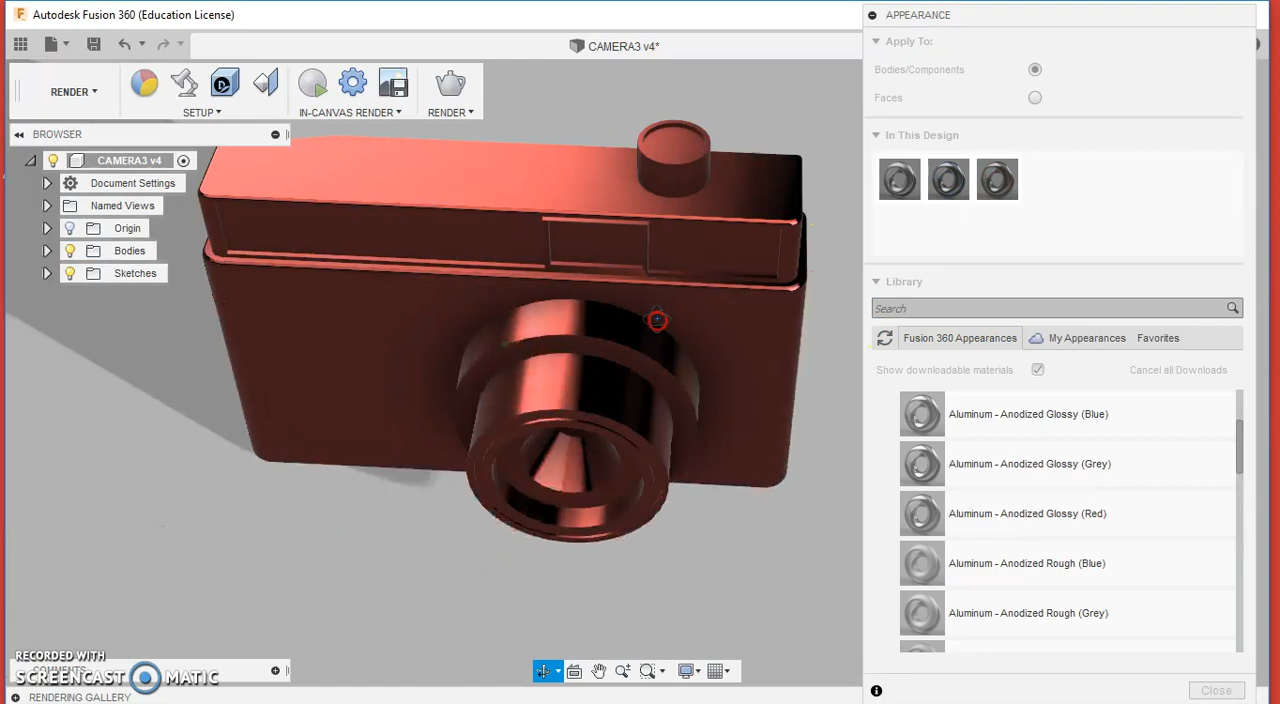 Autodesk Fusion 360 (Education License)
CAMERA3 v4*
RENDER
SETUP
IN-CANVAS RENDER
RENDER
BROWSER
CAMERA3 v4
Document Settings
Named Views
Origin
Bodies
Sketches
APPEARANCE
Apply To:
Bodies/Components
Faces
In This Design
Library
Search
Fusion 360 Appearances
My Appearances
Favorites
Show downloadable materials
Cancel all Downloads
Aluminum - Anodized Glossy (Blue)
Aluminum - Anodized Glossy (Grey)
Aluminum - Anodized Glossy (Red)
Aluminum - Anodized Rough (Blue)
Aluminum - Anodized Rough (Grey)
Close
COMMENTS
RECORDED WITH
SCREENCAST MATIC
RENDERING GALLERY